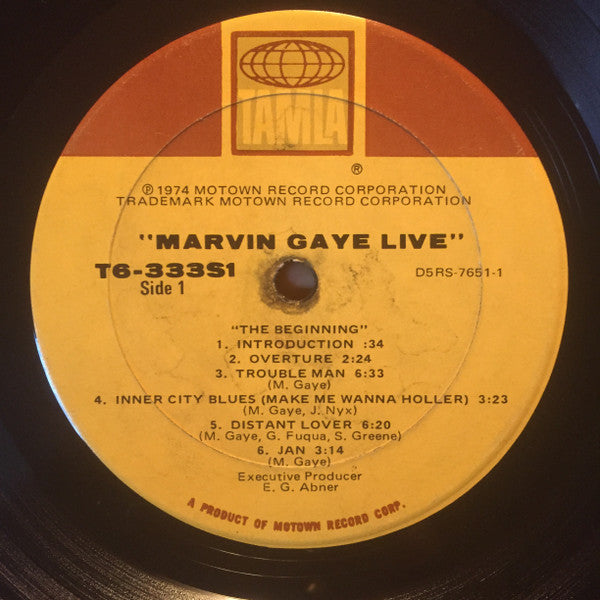 TAMLA
®
℗ 1974 MOTOWN RECORD CORPORATION
TRADEMARK MOTOWN RECORD CORPORATION
"MARVIN GAYE LIVE"
T6-333S1
D5RS-7651-1
Side 1
"THE BEGINNING"
1. INTRODUCTION :34
2. OVERTURE 2:24
3. TROUBLE MAN 6:33
(M. Gaye)
4. INNER CITY BLUES (MAKE ME WANNA HOLLER) 3:23
(M. Gaye, J. Nyx)
5. DISTANT LOVER 6:20
(M. Gaye, G. Fuqua, S. Greene)
6. JAN 3:14
(M. Gaye)
Executive Producer
E. G. Abner
A PRODUCT OF MOTOWN RECORD CORP.